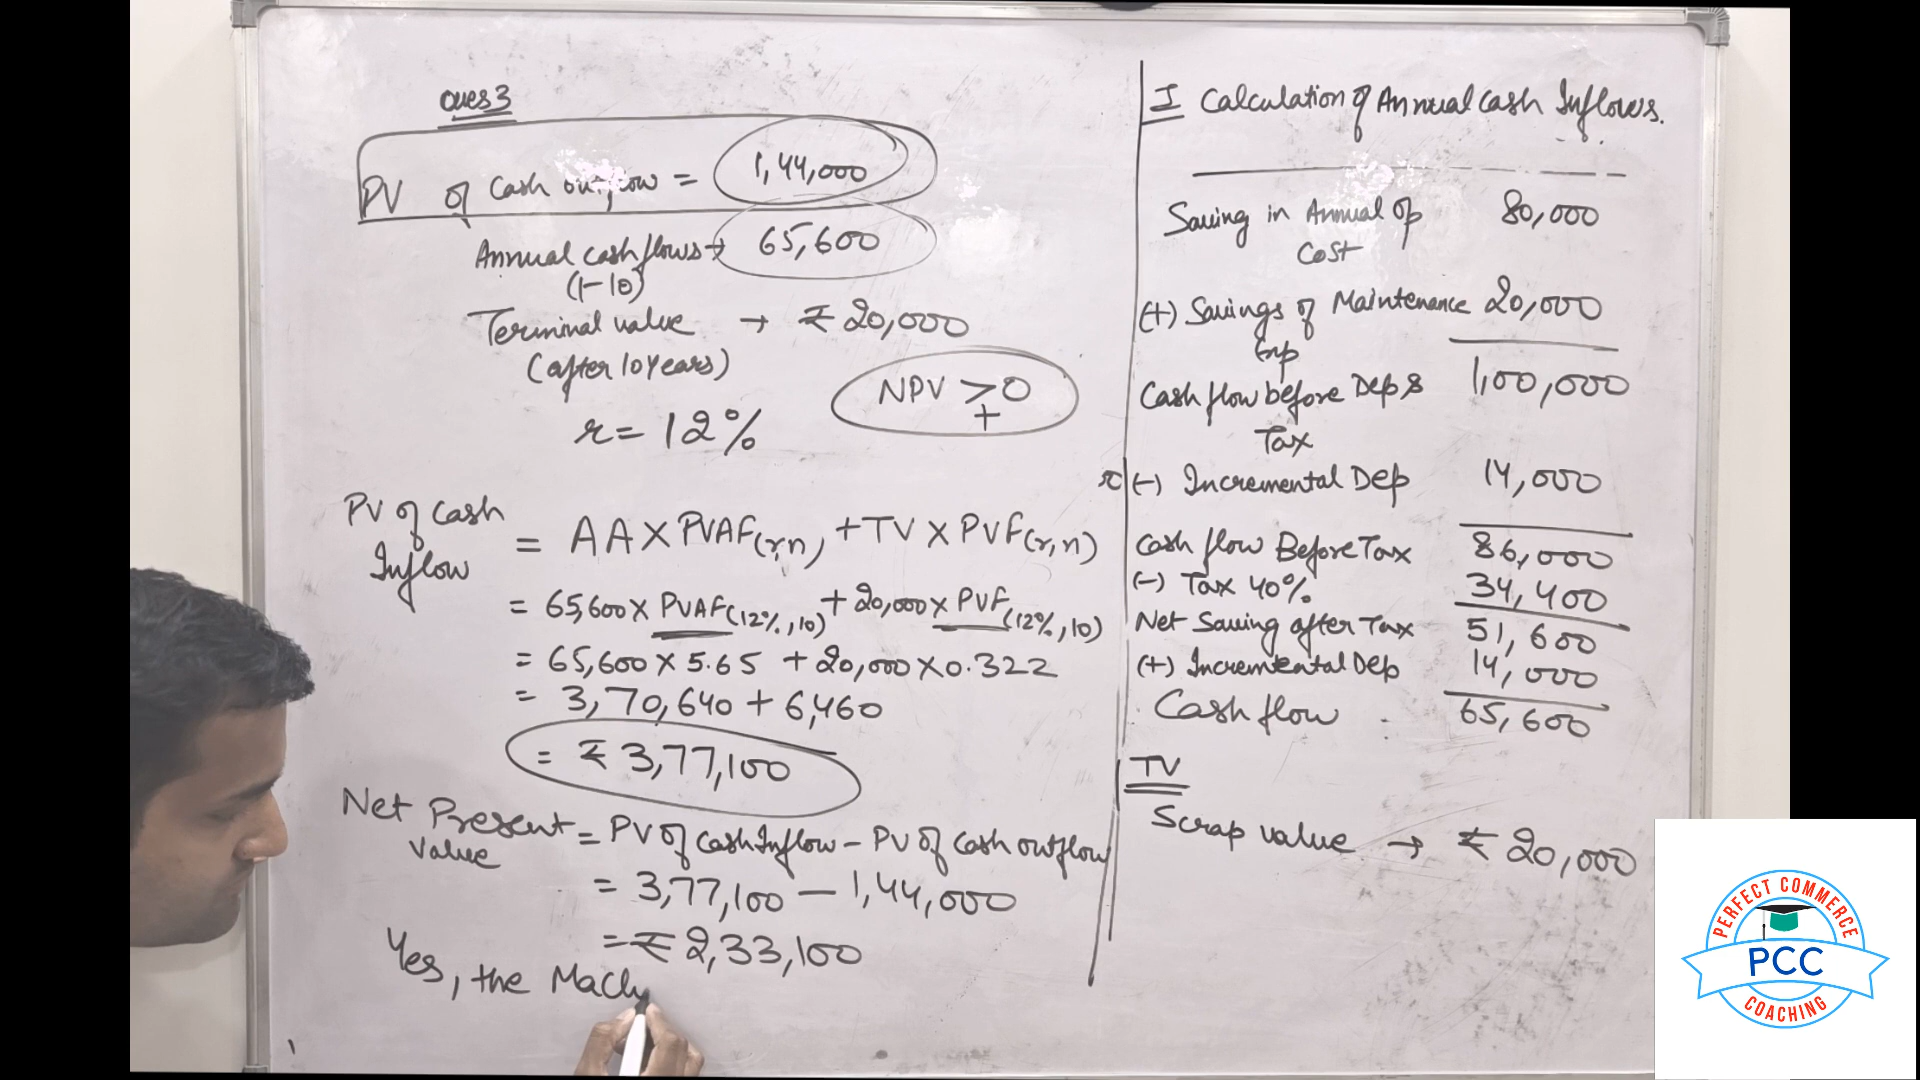 Ques 3
PV of Cash outflow = 1,44,000
Annual cash flows → 65,600
(1-10)
Terminal value → ₹ 20,000
(after 10 years)
NPV > 0
+
r = 12%
PV of Cash Inflow = AA × PVAF(r,n) + TV × PVF(r,n)
= 65,600 × PVAF(12%,10) + 20,000 × PVF(12%,10)
= 65,600 × 5.65 + 20,000 × 0.322
= 3,70,640 + 6,460
= ₹ 3,77,100
Net Present Value = PV of Cash Inflow - PV of Cash outflow
= 3,77,100 - 1,44,000
= ₹ 2,33,100
Yes, the Mach
I Calculation of Annual Cash Inflows.
Saving in Annual Op Cost 80,000
(+) Savings of Maintenance Exp 20,000
Cash flow before Dep & Tax 1,00,000
(-) Incremental Dep 14,000
Cash flow Before Tax 86,000
(-) Tax 40% 34,400
Net Saving after Tax 51,600
(+) Incremental Dep 14,000
Cash flow 65,600
TV
Scrap value → ₹ 20,000
PERFECT COMMERCE
PCC
COACHING